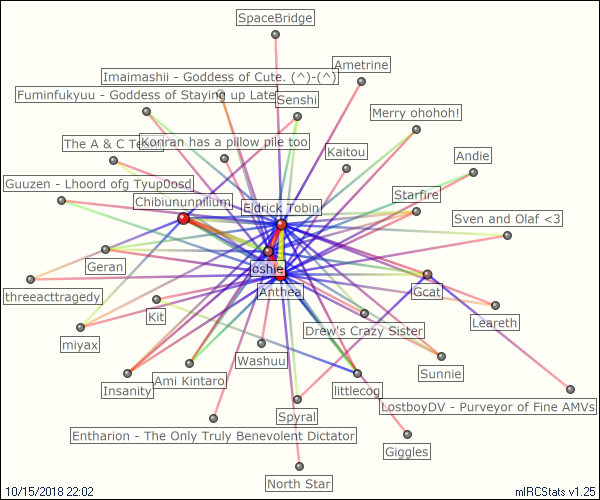 SpaceBridge
Ametrine
Imaimashii - Goddess of Cute. (^)-(^)
Fuminfukyuu - Goddess of Staying up Late
Senshi
Merry ohohoh!
The A & C Te
Konran has a pillow pile too
Kaitou
Andie
Guuzen - Lhoord ofg Tyup0osd
Chibiununnilium
Eldrick Tobin
Starfire
Sven and Olaf <3
Geran
oshie
Anthea
Gcat
threeacttragedy
Kit
Drew's Crazy Sister
Leareth
miyax
Washuu
Insanity
Ami Kintaro
littlecog
Sunnie
Spyral
LostboyDV - Purveyor of Fine AMVs
Entharion - The Only Truly Benevolent Dictator
Giggles
North Star
10/15/2018 22:02
mIRCStats v1.25